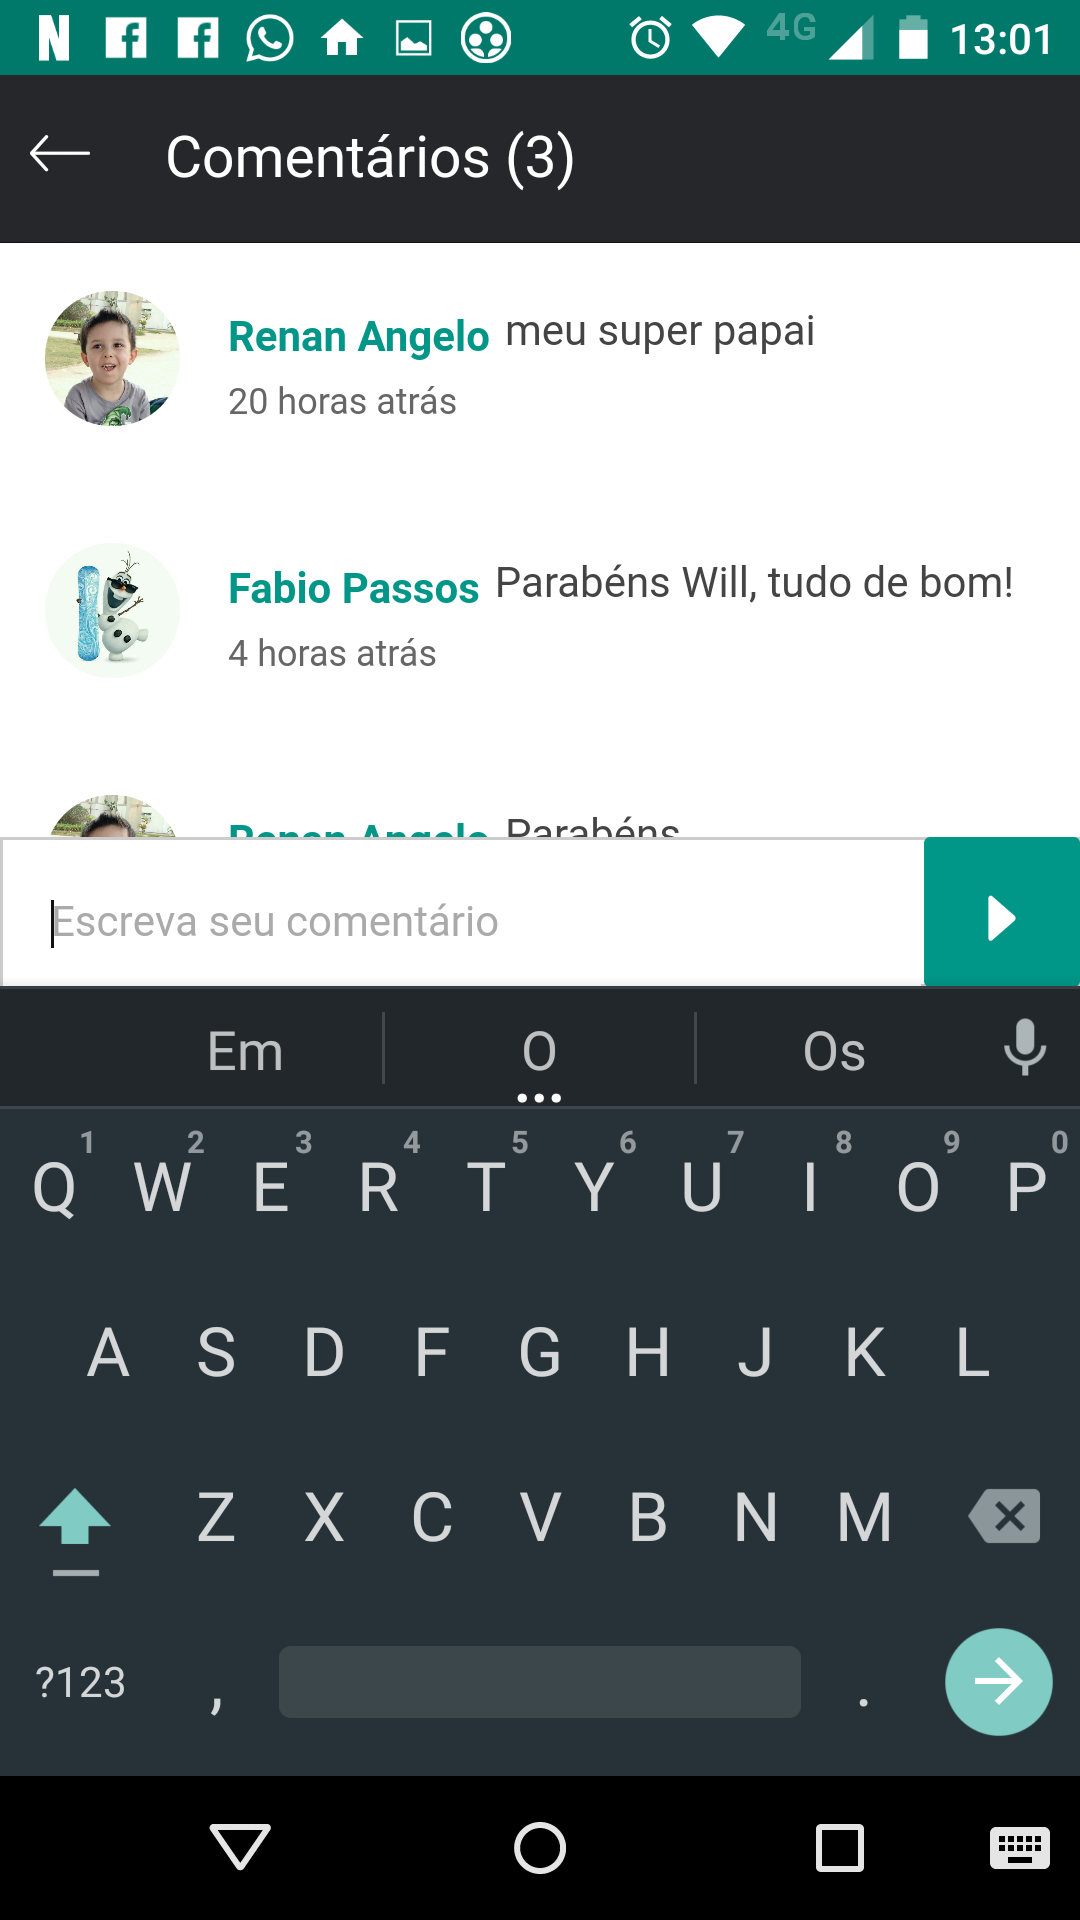 4G 13:01
Comentários (3)
Renan Angelo meu super papai
20 horas atrás
Fabio Passos Parabéns Will, tudo de bom!
4 horas atrás
Renan Angelo Parabéns
Escreva seu comentário
Em O Os
1 2 3 4 5 6 7 8 9 0
Q W E R T Y U I O P
A S D F G H J K L
Z X C V B N M
?123 , .